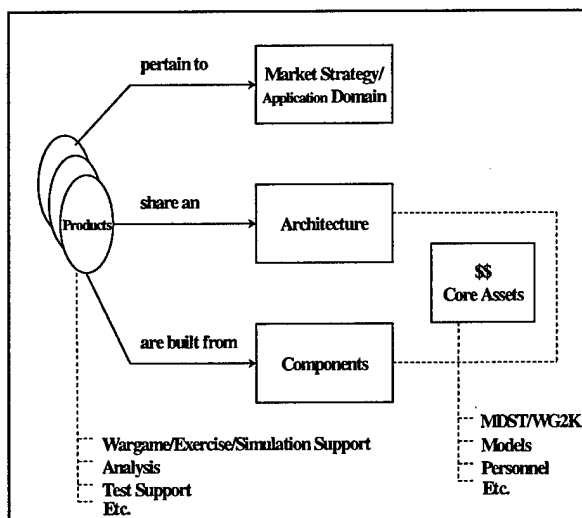 pertain to
Market Strategy/
Application Domain
Products
share an
Architecture
$$
Core Assets
are built from
Components
Wargame/Exercise/Simulation Support
Analysis
Test Support
Etc.
MDST/WG2K
Models
Personnel
Etc.